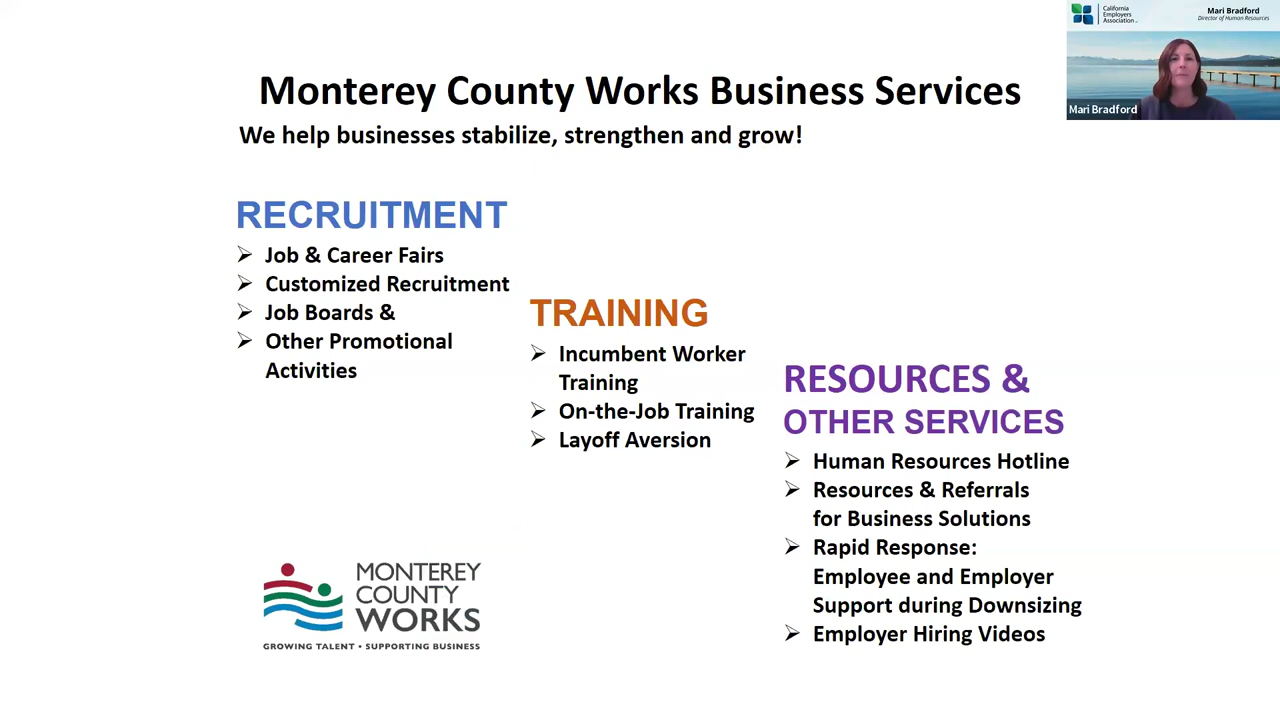 California
Employers
Association
Mari Bradford
Director of Human Resources
Mari Bradford
Monterey County Works Business Services
We help businesses stabilize, strengthen and grow!
RECRUITMENT
Job & Career Fairs
Customized Recruitment
Job Boards &
Other Promotional
Activities
TRAINING
Incumbent Worker
Training
On-the-Job Training
Layoff Aversion
RESOURCES &
OTHER SERVICES
Human Resources Hotline
Resources & Referrals
for Business Solutions
Rapid Response:
Employee and Employer
Support during Downsizing
Employer Hiring Videos
MONTEREY
COUNTY
WORKS
GROWING TALENT • SUPPORTING BUSINESS